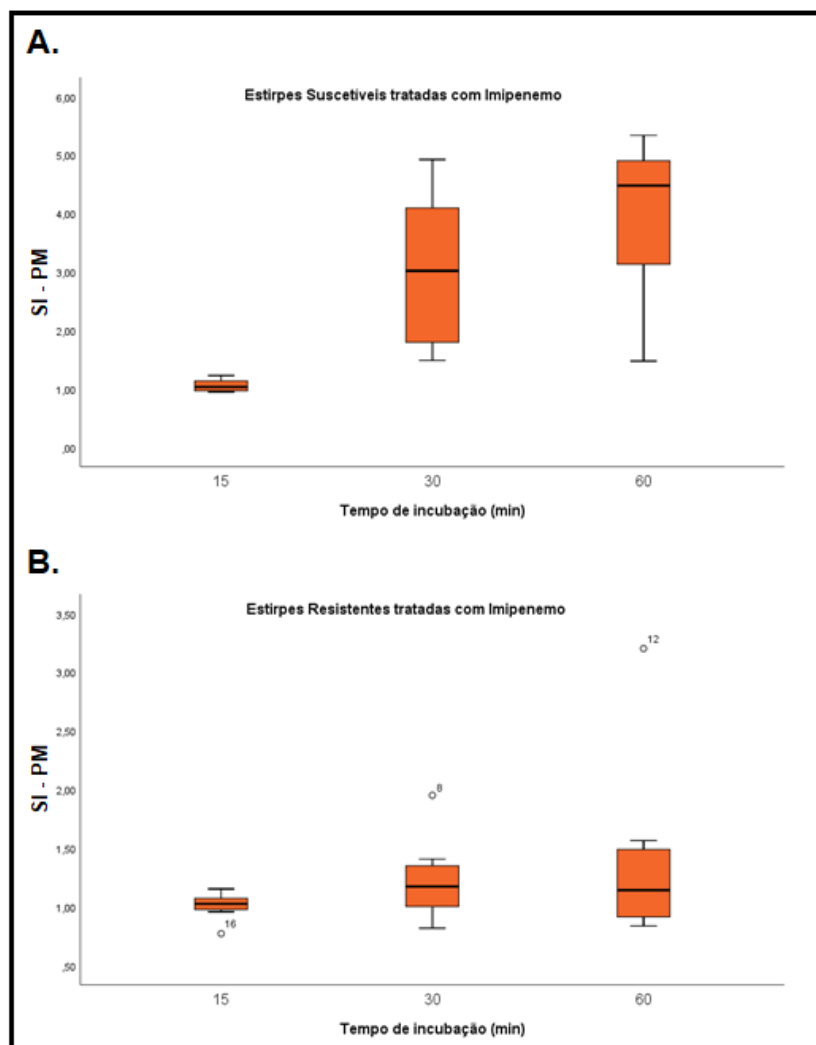 A.
Estirpes Suscetíveis tratadas com Imipenemo
6,00
5,00
4,00
3,00
2,00
1,00
,00
SI - PM
15 30 60
Tempo de incubação (min)
B.
Estirpes Resistentes tratadas com Imipenemo
3,50
3,00
2,50
2,00
1,50
1,00
,50
SI - PM
12
8
16
15 30 60
Tempo de incubação (min)